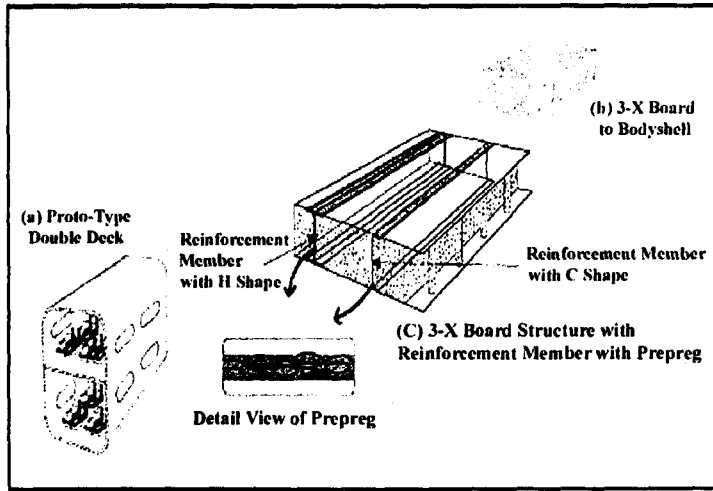 (b) 3-X Board
to Bodyshell
(a) Proto-Type
Double Deck
Reinforcement
Member
with H Shape
Reinforcement Member
with C Shape
(C) 3-X Board Structure with
Reinforcement Member with Prepreg
Detail View of Prepreg